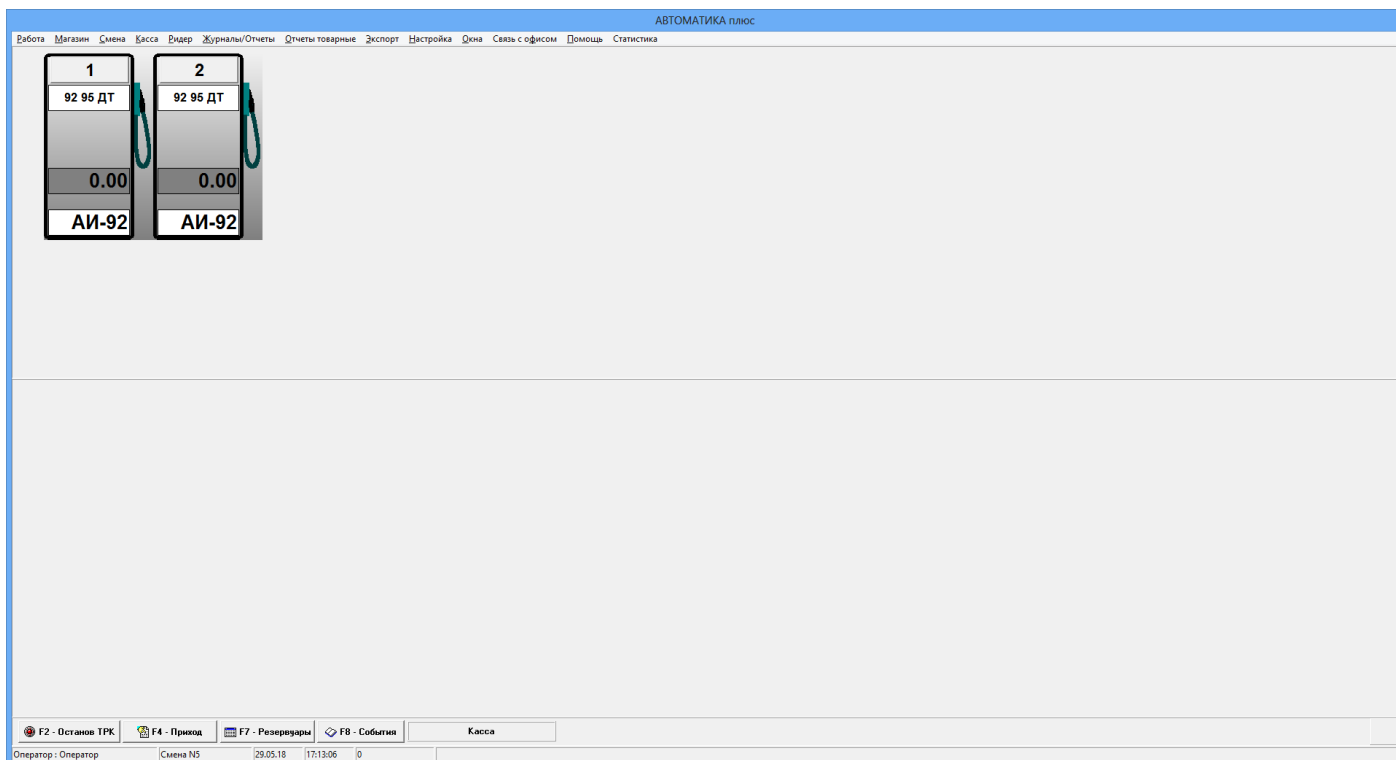 АВТОМАТИКА плюс
Работа Магазин Смена Касса Ридер Журналы/Отчеты Отчеты товарные Экспорт Настройка Окна Связь с офисом Помощь Статистика
1 2
92 95 ДТ 92 95 ДТ
0.00 0.00
АИ-92 АИ-92
F2 - Останов ТРК F4 - Приход F7 - Резервуары F8 - События Касса
Оператор : Оператор Смена N5 29.05.18 17:13:06 0